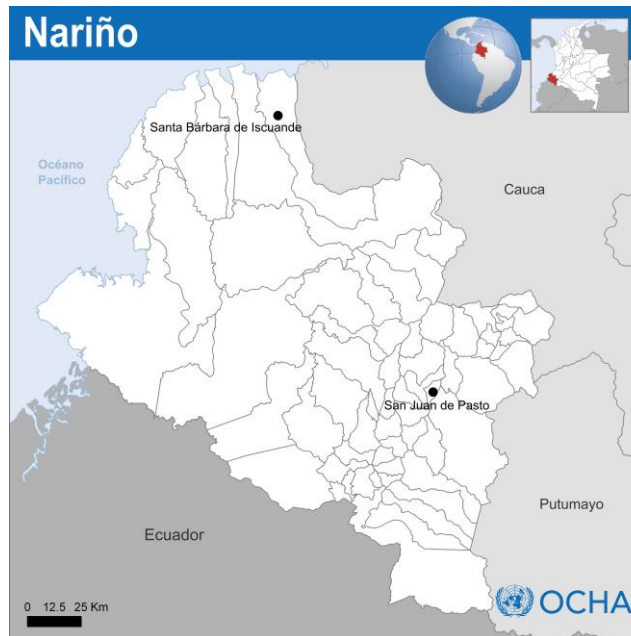 Nariño
Santa Bárbara de Iscuande
Océano
Pacífico
Cauca
San Juan de Pasto
Putumayo
Ecuador
0 12.5 25 Km
OCHA